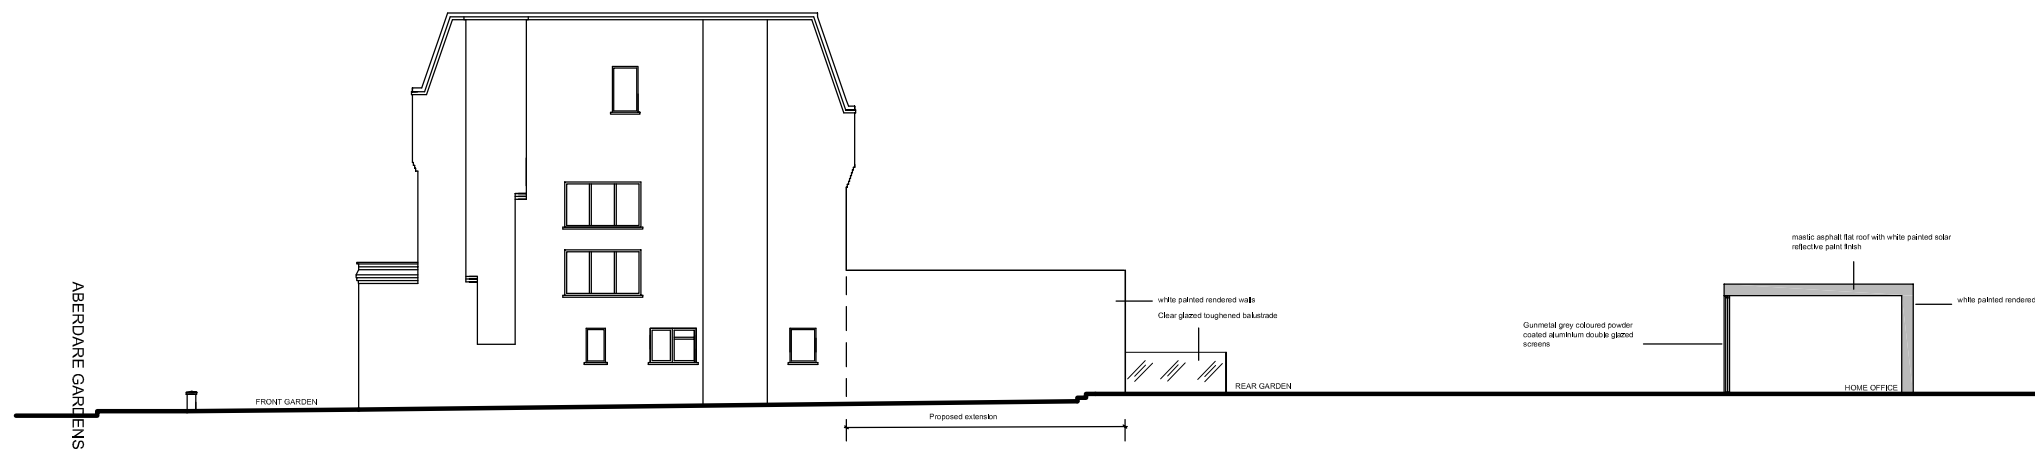 ABERDARE GARDENS
FRONT GARDEN
Proposed extension
white painted rendered walls
Clear glazed toughened balustrade
REAR GARDEN
Gunmetal grey coloured powder
coated aluminium double glazed
screens
mastic asphalt flat roof with white painted solar
reflective paint finish
white painted rendered
HOME OFFICE